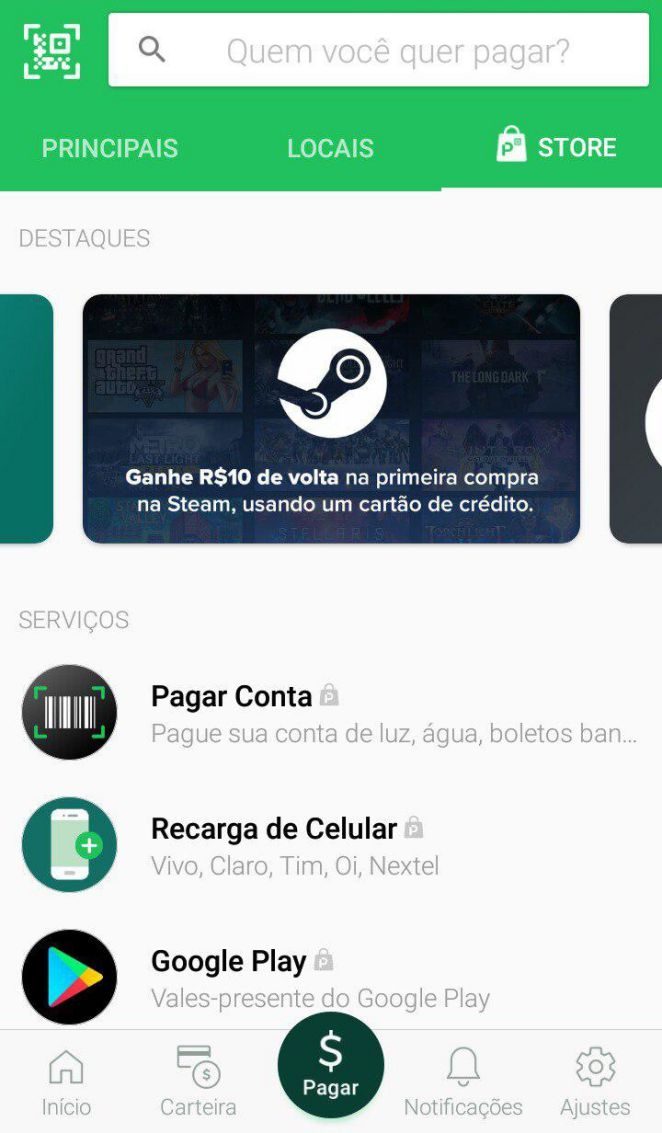 Quem você quer pagar?
PRINCIPAIS
LOCAIS
STORE
DESTAQUES
grand
theft
auto
THE LONG DARK
METRO
LAST LIGHT
STELLARIS
Ganhe R$10 de volta na primeira compra
na Steam, usando um cartão de crédito.
SERVIÇOS
Pagar Conta
Pague sua conta de luz, água, boletos ban...
Recarga de Celular
Vivo, Claro, Tim, Oi, Nextel
Google Play
Vales-presente do Google Play
Início
Carteira
$
Pagar
Notificações
Ajustes